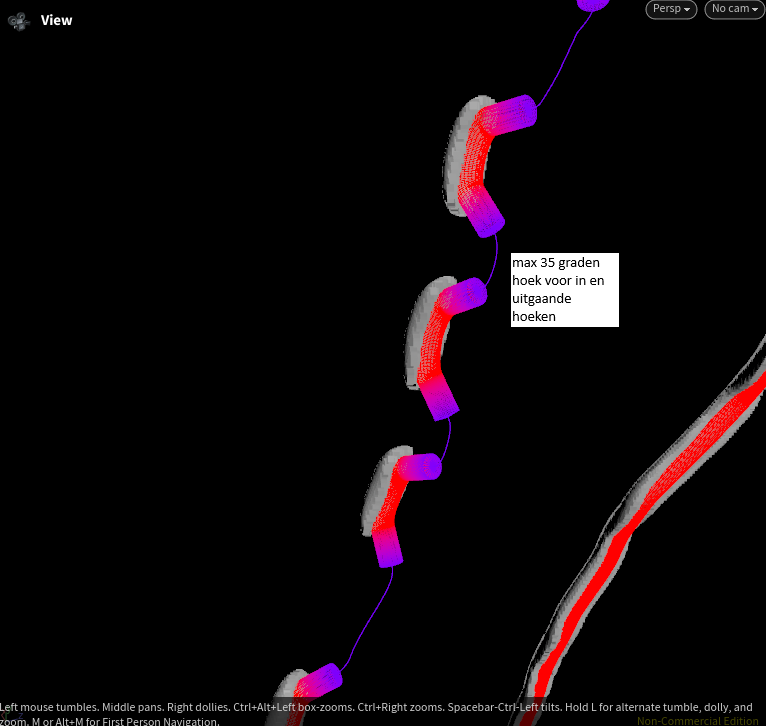 View
Persp
No cam
max 35 graden
hoek voor in en
uitgaande
hoeken
Left mouse tumbles. Middle pans. Right dollies. Ctrl+Alt+Left box-zooms. Ctrl+Right zooms. Spacebar-Ctrl-Left tilts. Hold L for alternate tumble, dolly, and
zoom. M or Alt+M for First Person Navigation.
Non-Commercial Edition